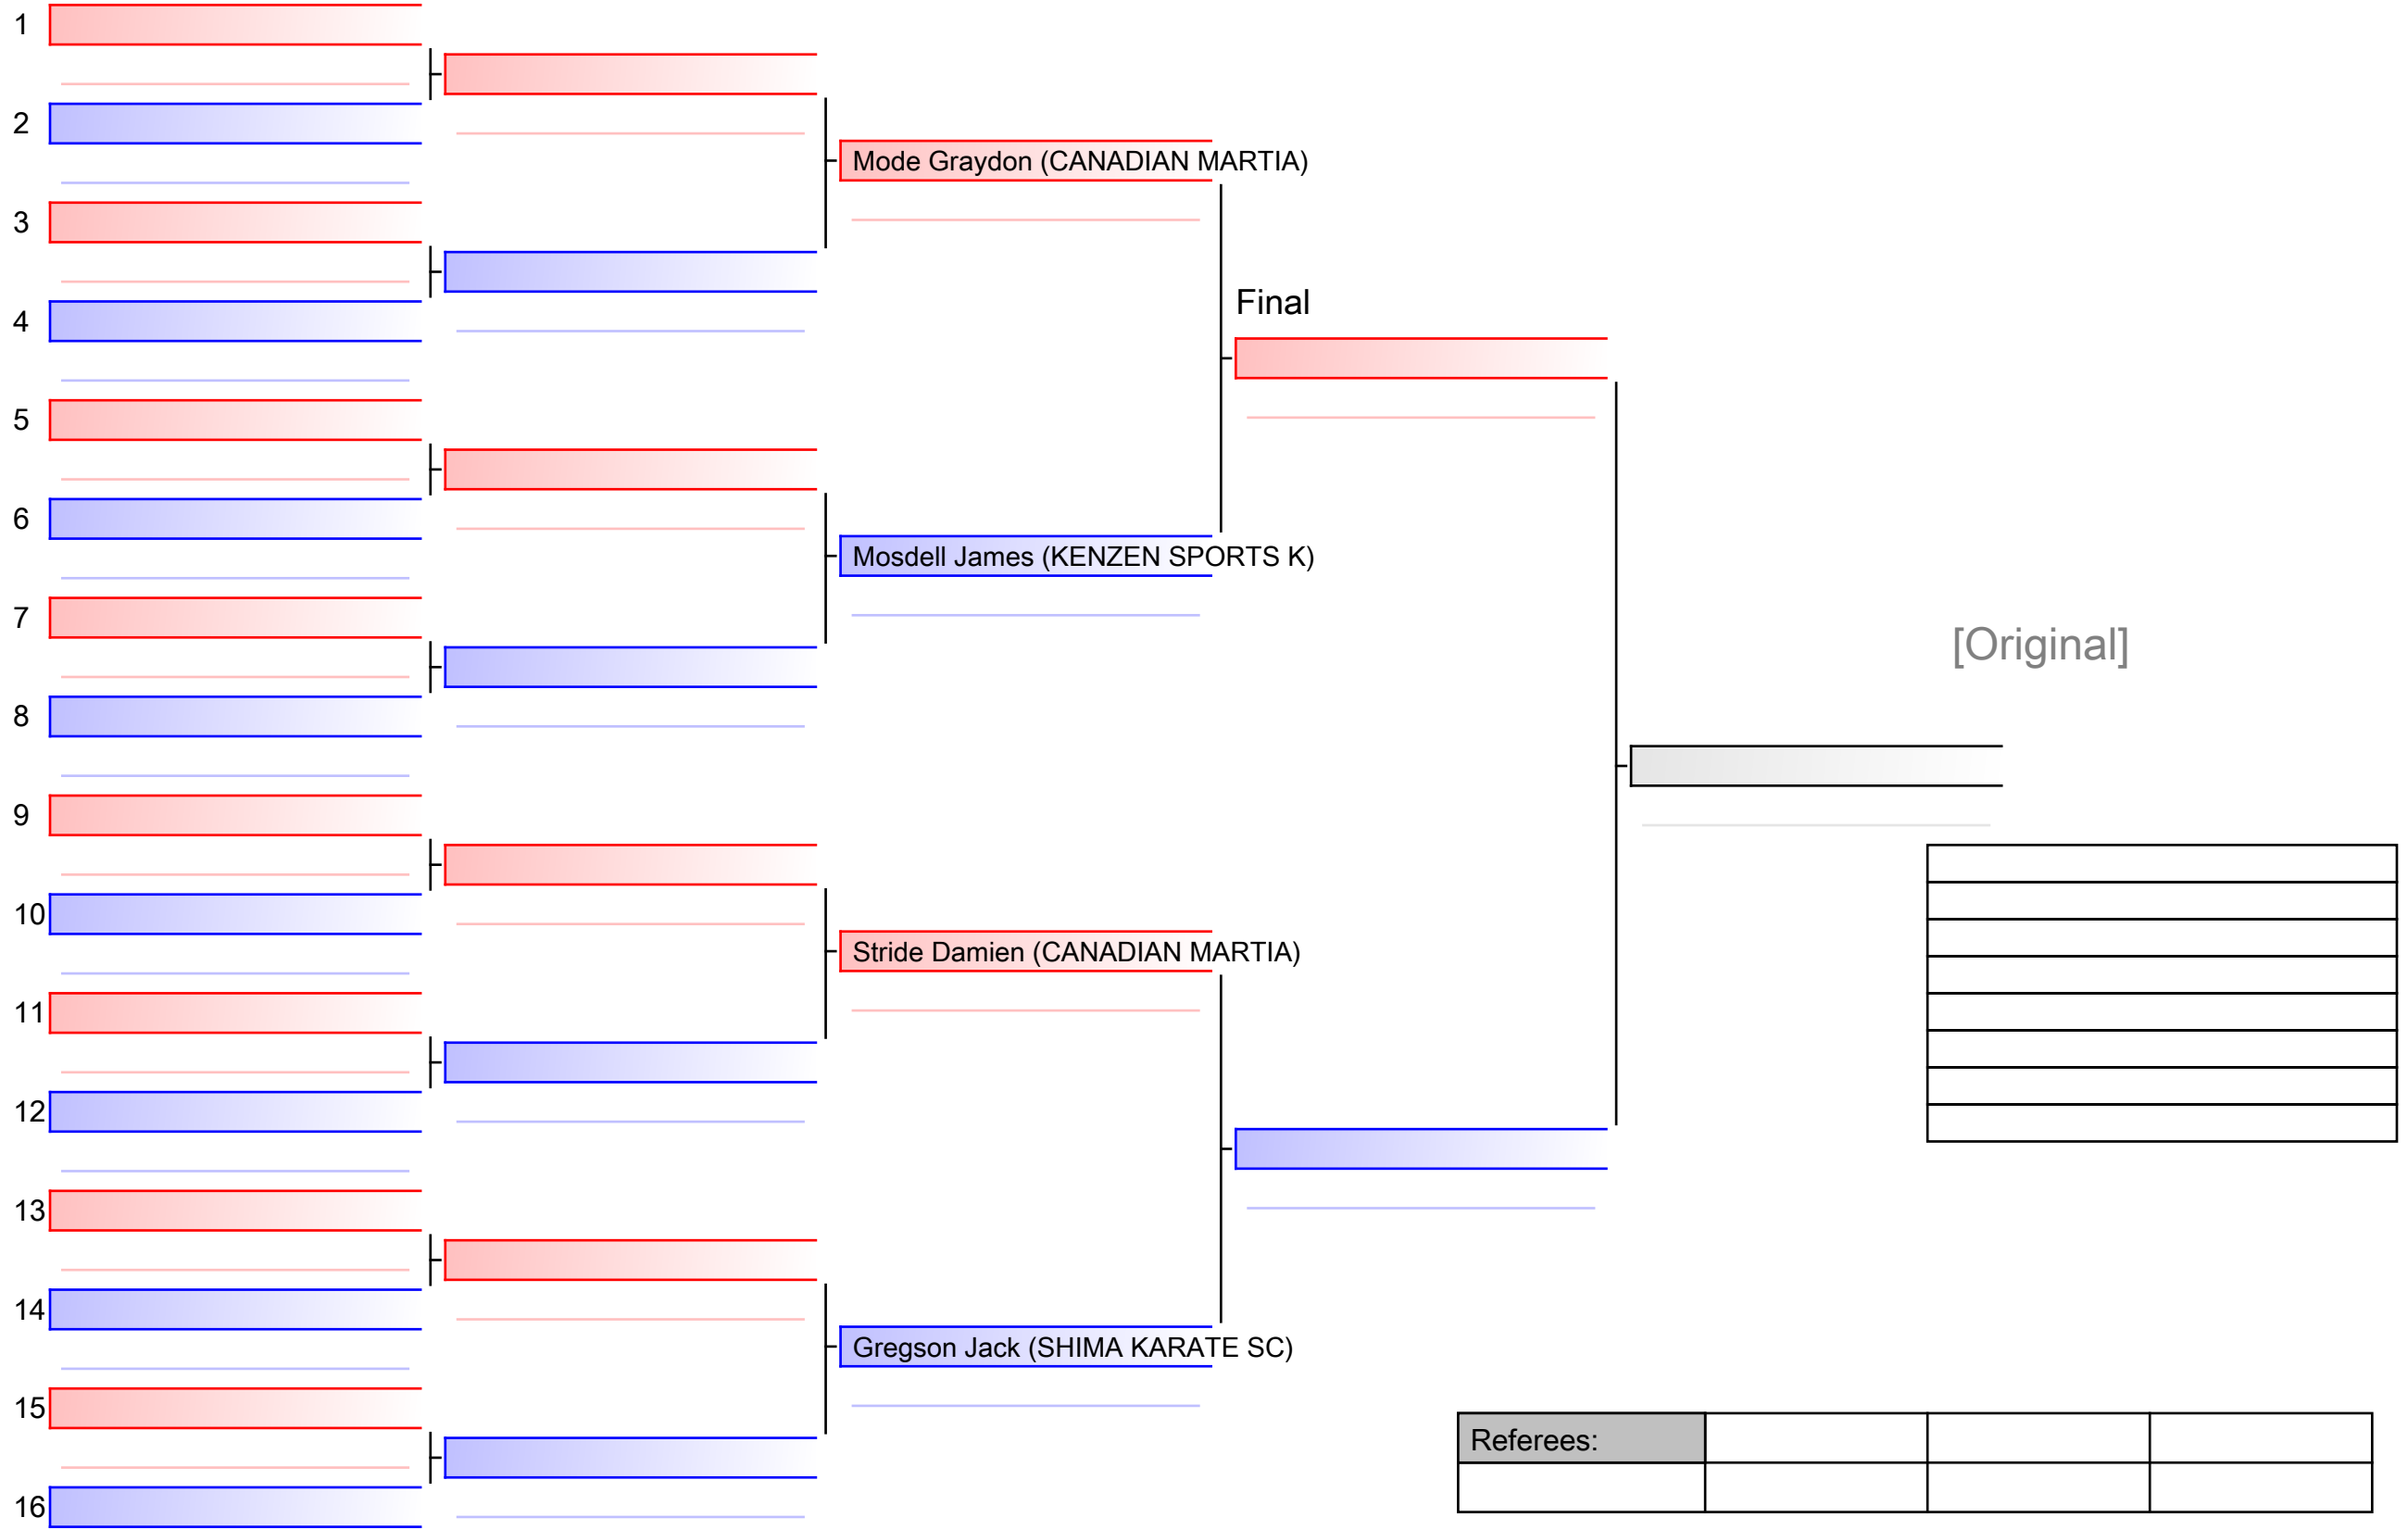 1
2
Mode Graydon (CANADIAN MARTIA)
3
Final
4
5
6
Mosdell James (KENZEN SPORTS K)
7
[Original]
8
9
10
Stride Damien (CANADIAN MARTIA)
11
12
13
14
Gregson Jack (SHIMA KARATE SC)
15
Referees:
16